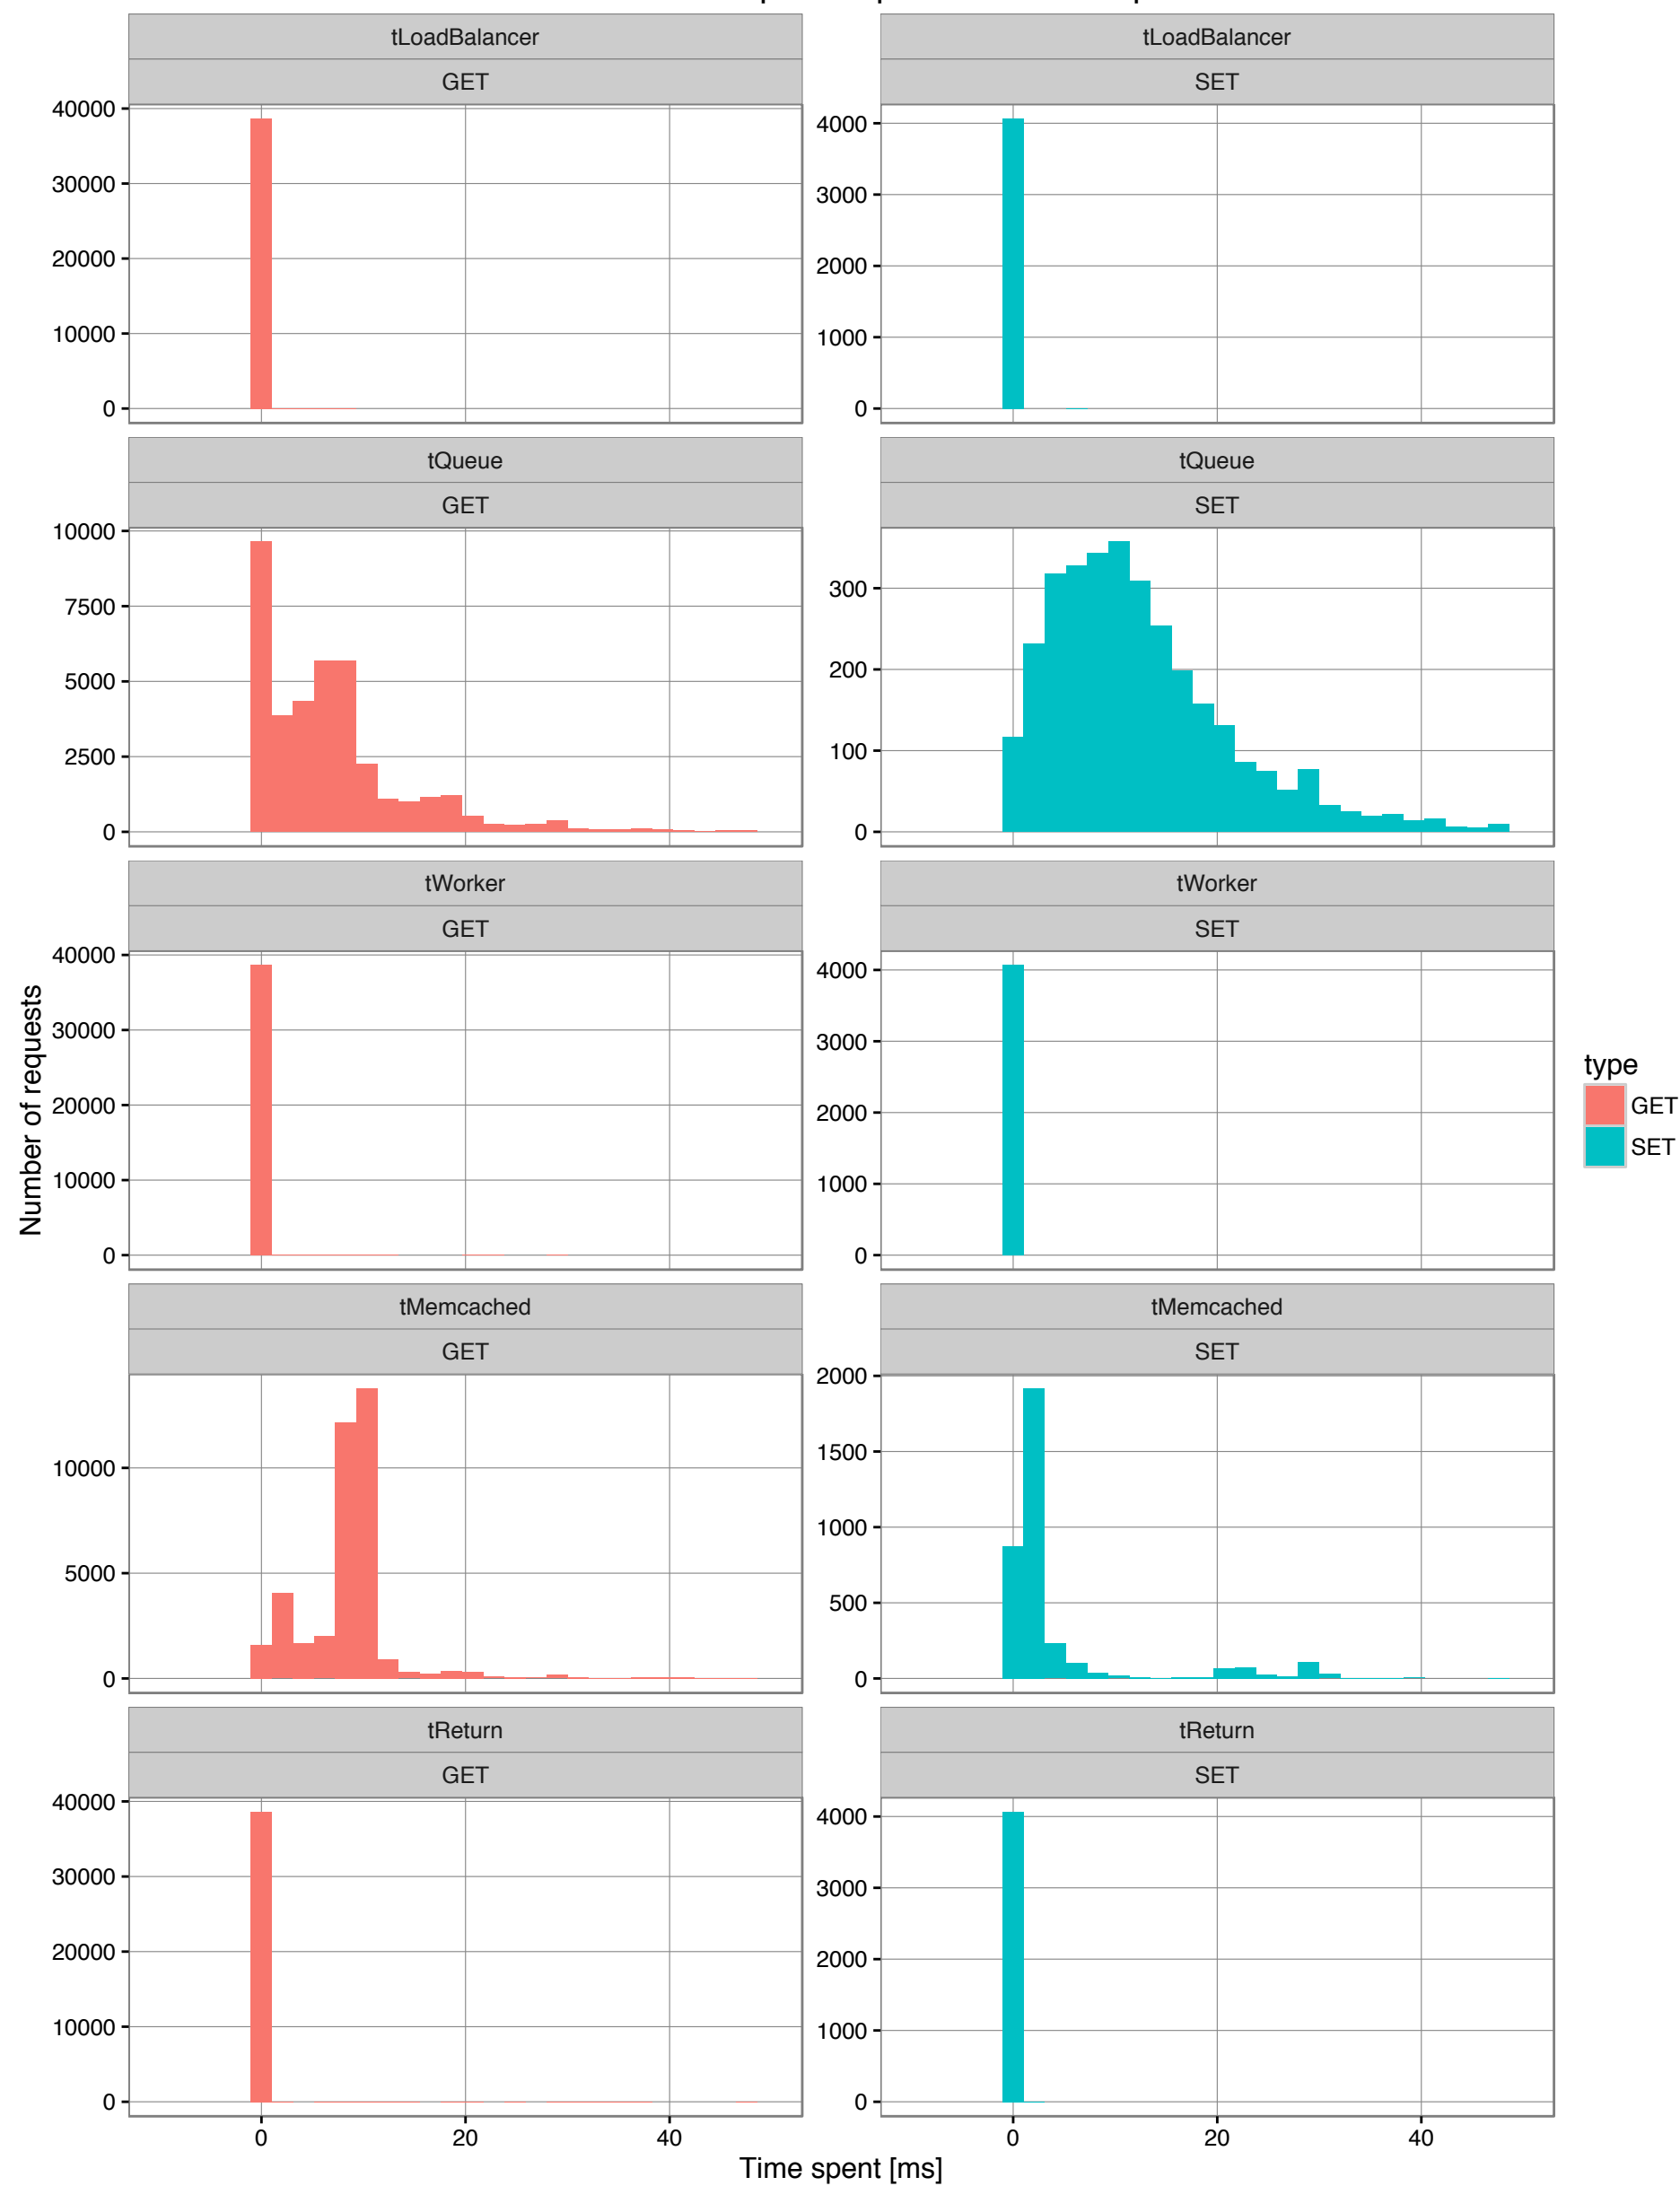 tLoadBalancer
GET
40000
30000
20000
10000
0
tLoadBalancer
SET
4000
3000
2000
1000
0
tQueue
GET
10000
7500
5000
2500
0
tQueue
SET
300
200
100
0
tWorker
GET
40000
30000
20000
10000
0
tWorker
SET
4000
3000
2000
1000
0
tMemcached
GET
10000
5000
0
tMemcached
SET
2000
1500
1000
500
0
tReturn
GET
40000
30000
20000
10000
0
tReturn
SET
4000
3000
2000
1000
0
0 20 40
0 20 40
Time spent [ms]
Number of requests
type
GET
SET